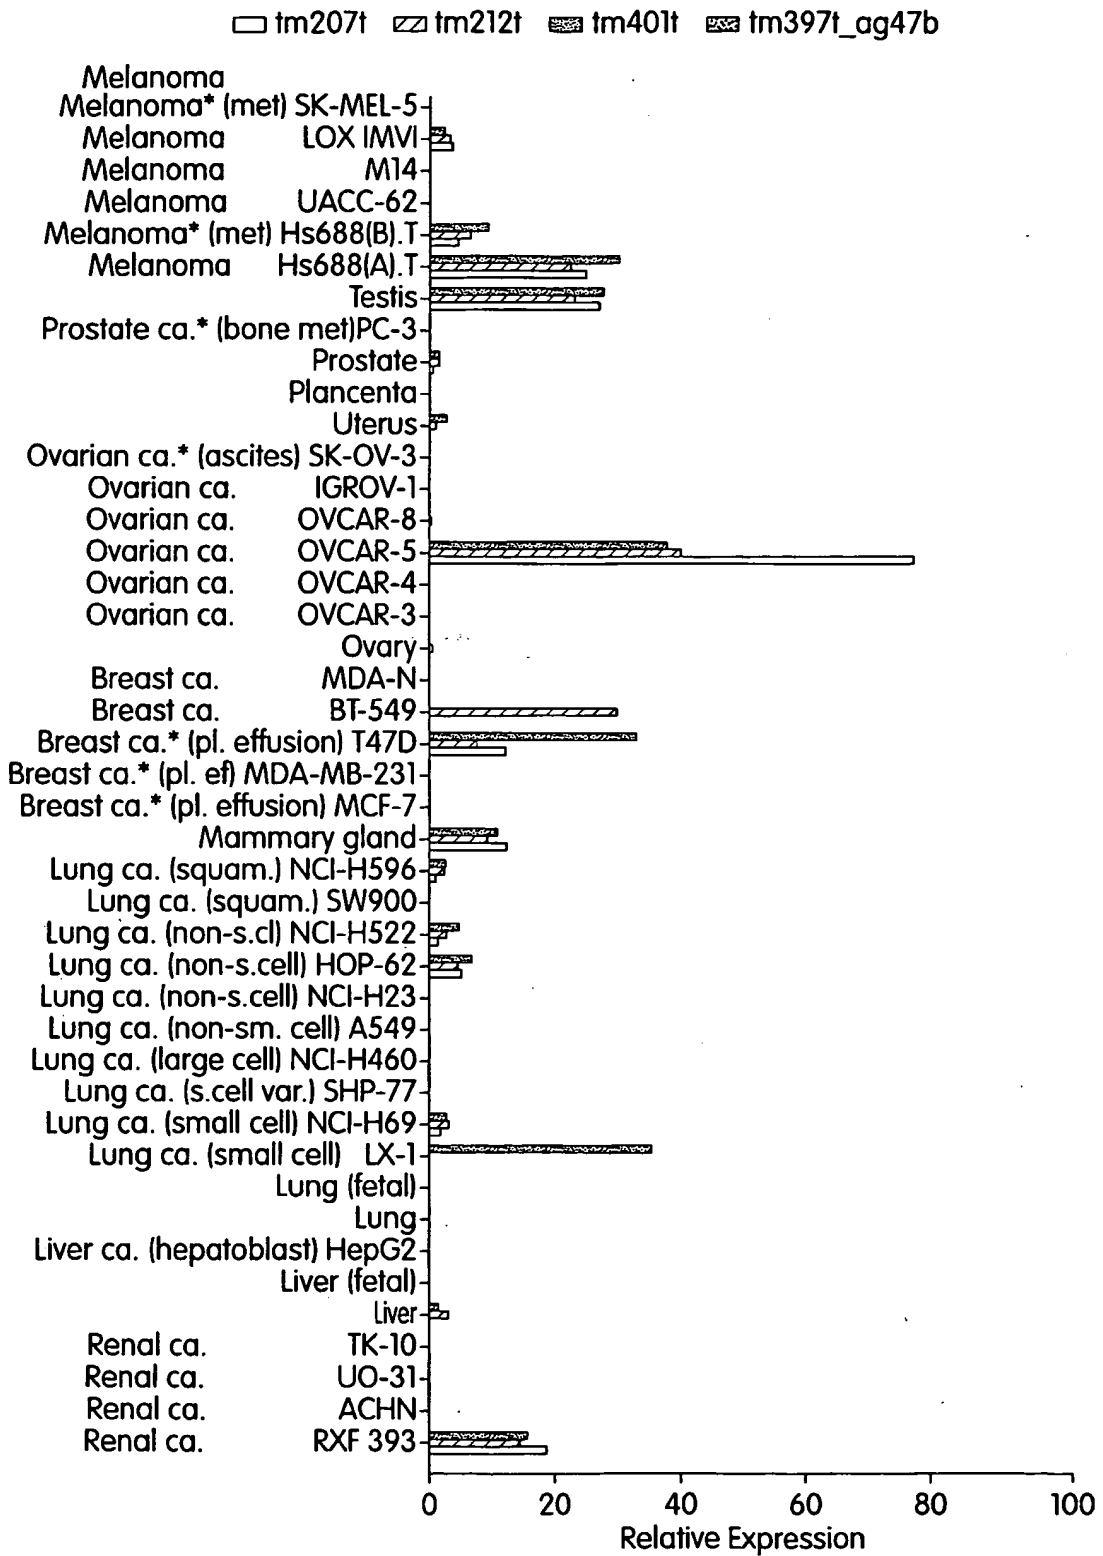 tm207t tm212t tm401t tm397t_ag47b
Melanoma
Melanoma* (met) SK-MEL-5
Melanoma LOX IMVI
Melanoma M14
Melanoma UACC-62
Melanoma* (met) Hs688(B).T
Melanoma Hs688(A).T
Testis
Prostate ca.* (bone met)PC-3
Prostate
Plancenta
Uterus
Ovarian ca.* (ascites) SK-OV-3
Ovarian ca. IGROV-1
Ovarian ca. OVCAR-8
Ovarian ca. OVCAR-5
Ovarian ca. OVCAR-4
Ovarian ca. OVCAR-3
Ovary
Breast ca. MDA-N
Breast ca. BT-549
Breast ca.* (pl. effusion) T47D
Breast ca.* (pl. ef) MDA-MB-231
Breast ca.* (pl. effusion) MCF-7
Mammary gland
Lung ca. (squam.) NCI-H596
Lung ca. (squam.) SW900
Lung ca. (non-s.cl) NCI-H522
Lung ca. (non-s.cell) HOP-62
Lung ca. (non-s.cell) NCI-H23
Lung ca. (non-sm. cell) A549
Lung ca. (large cell) NCI-H460
Lung ca. (s.cell var.) SHP-77
Lung ca. (small cell) NCI-H69
Lung ca. (small cell) LX-1
Lung (fetal)
Lung
Liver ca. (hepatoblast) HepG2
Liver (fetal)
Liver
Renal ca. TK-10
Renal ca. UO-31
Renal ca. ACHN
Renal ca. RXF 393
0 20 40 60 80 100
Relative Expression